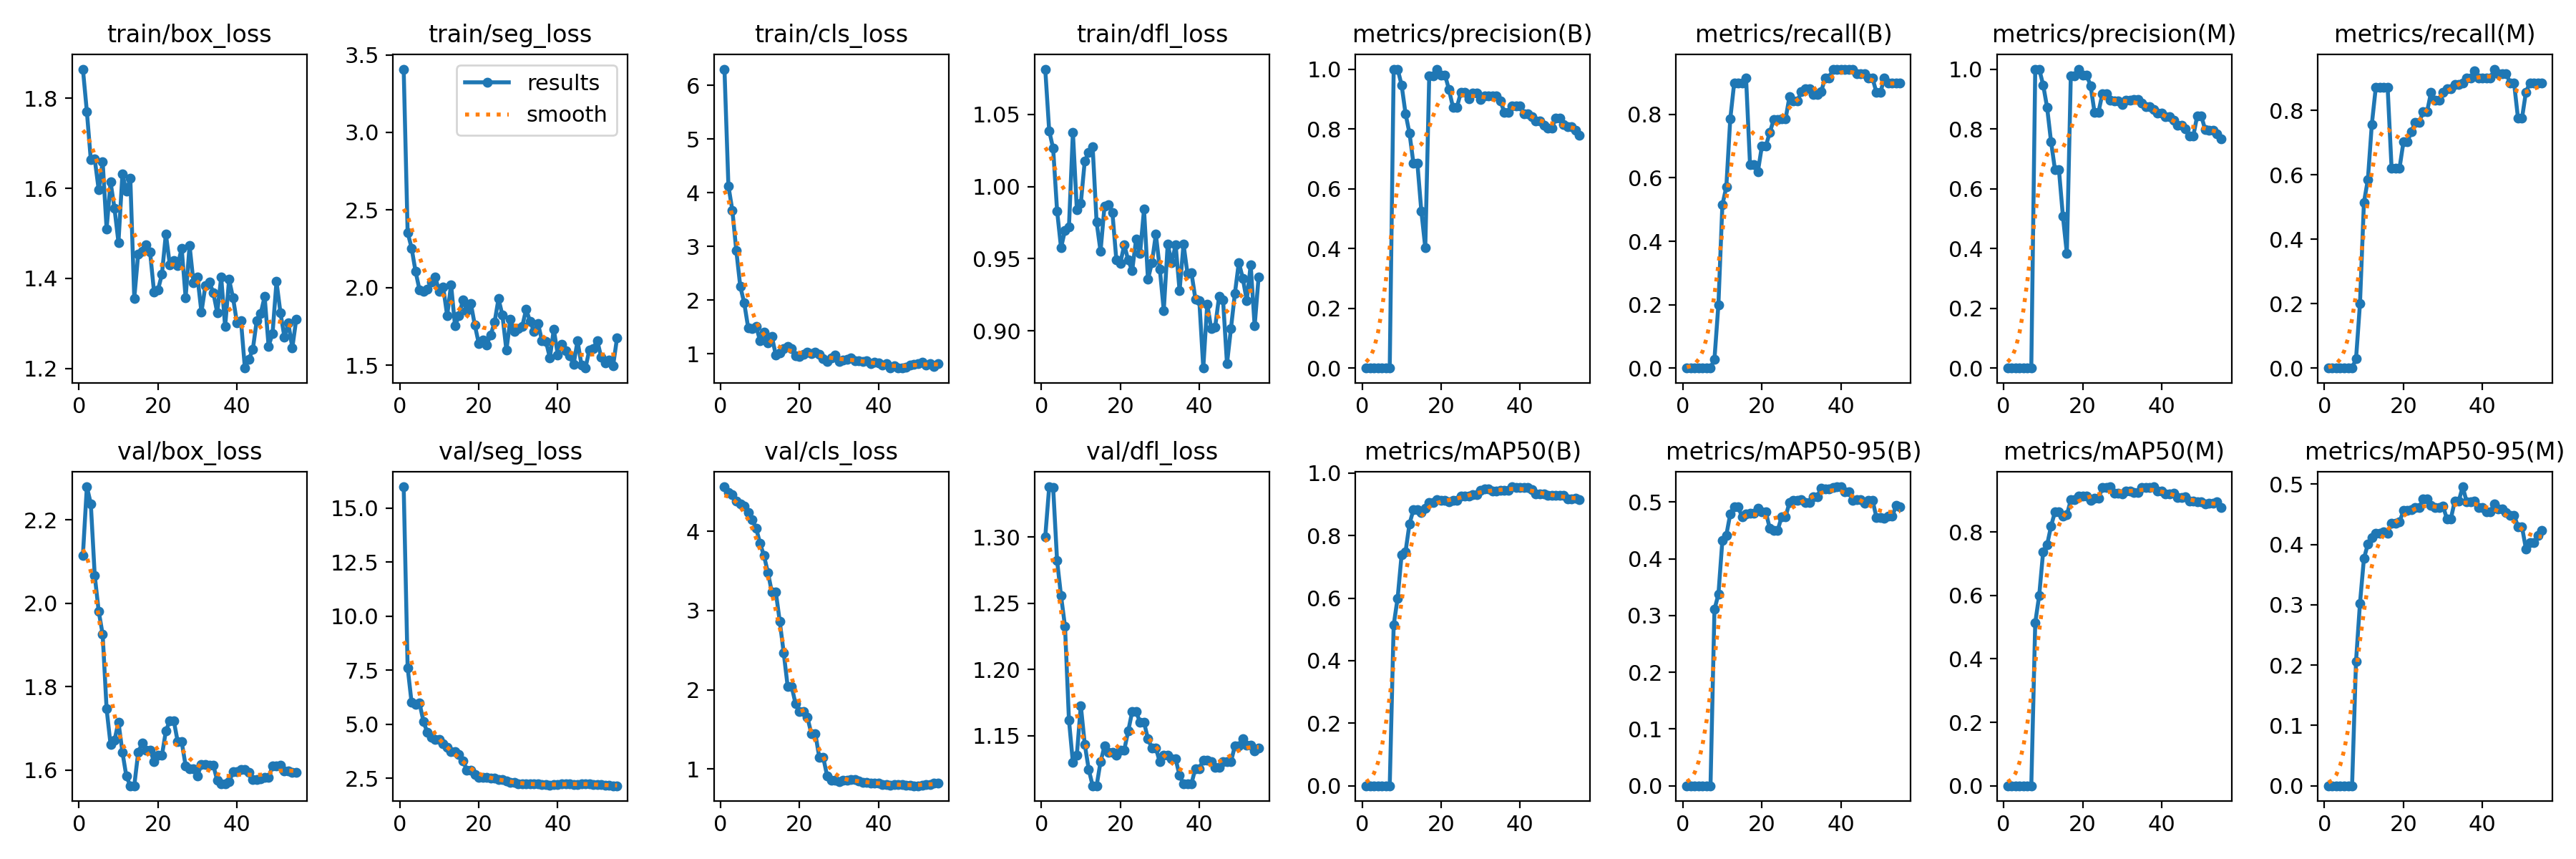 train/box_loss
train/seg_loss
train/cls_loss
train/dfl_loss
metrics/precision(B)
metrics/recall(B)
metrics/precision(M)
metrics/recall(M)
1.8
1.6
1.4
1.2
0 20 40
3.5
3.0
2.5
2.0
1.5
results
smooth
0 20 40
6
5
4
3
2
1
0 20 40
1.05
1.00
0.95
0.90
0 20 40
1.0
0.8
0.6
0.4
0.2
0.0
0 20 40
0.8
0.6
0.4
0.2
0.0
0 20 40
1.0
0.8
0.6
0.4
0.2
0.0
0 20 40
0.8
0.6
0.4
0.2
0.0
0 20 40
val/box_loss
val/seg_loss
val/cls_loss
val/dfl_loss
metrics/mAP50(B)
metrics/mAP50-95(B)
metrics/mAP50(M)
metrics/mAP50-95(M)
2.2
2.0
1.8
1.6
0 20 40
15.0
12.5
10.0
7.5
5.0
2.5
0 20 40
4
3
2
1
0 20 40
1.30
1.25
1.20
1.15
0 20 40
1.0
0.8
0.6
0.4
0.2
0.0
0 20 40
0.5
0.4
0.3
0.2
0.1
0.0
0 20 40
0.8
0.6
0.4
0.2
0.0
0 20 40
0.5
0.4
0.3
0.2
0.1
0.0
0 20 40